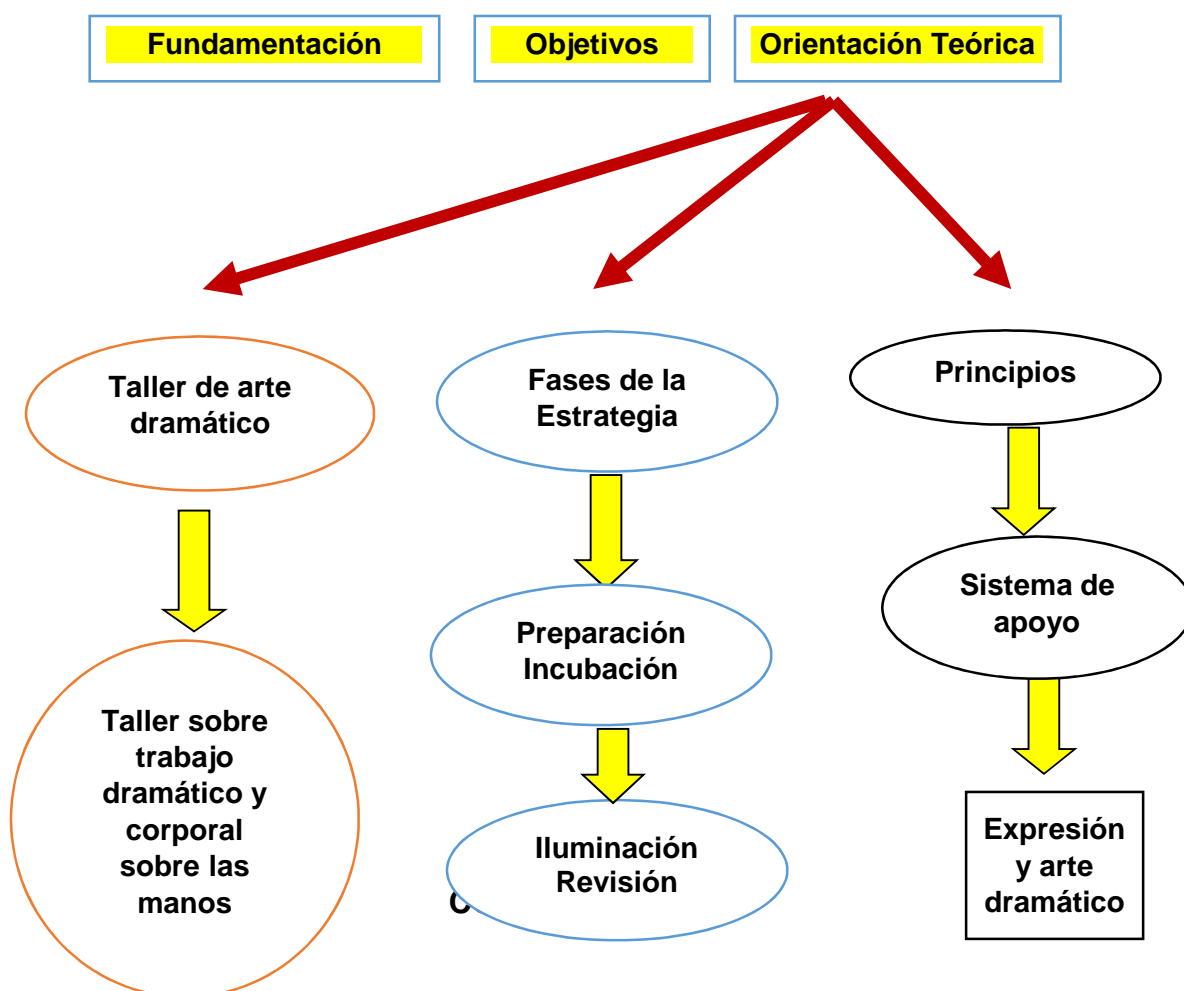 Fundamentación
Objetivos
Orientación Teórica
Taller de arte
dramático
Fases de la
Estrategia
Principios
Preparación
Incubación
Sistema de
apoyo
Taller sobre
trabajo
dramático y
corporal
sobre las
manos
Iluminación
Revisión
C
Expresión
y arte
dramático